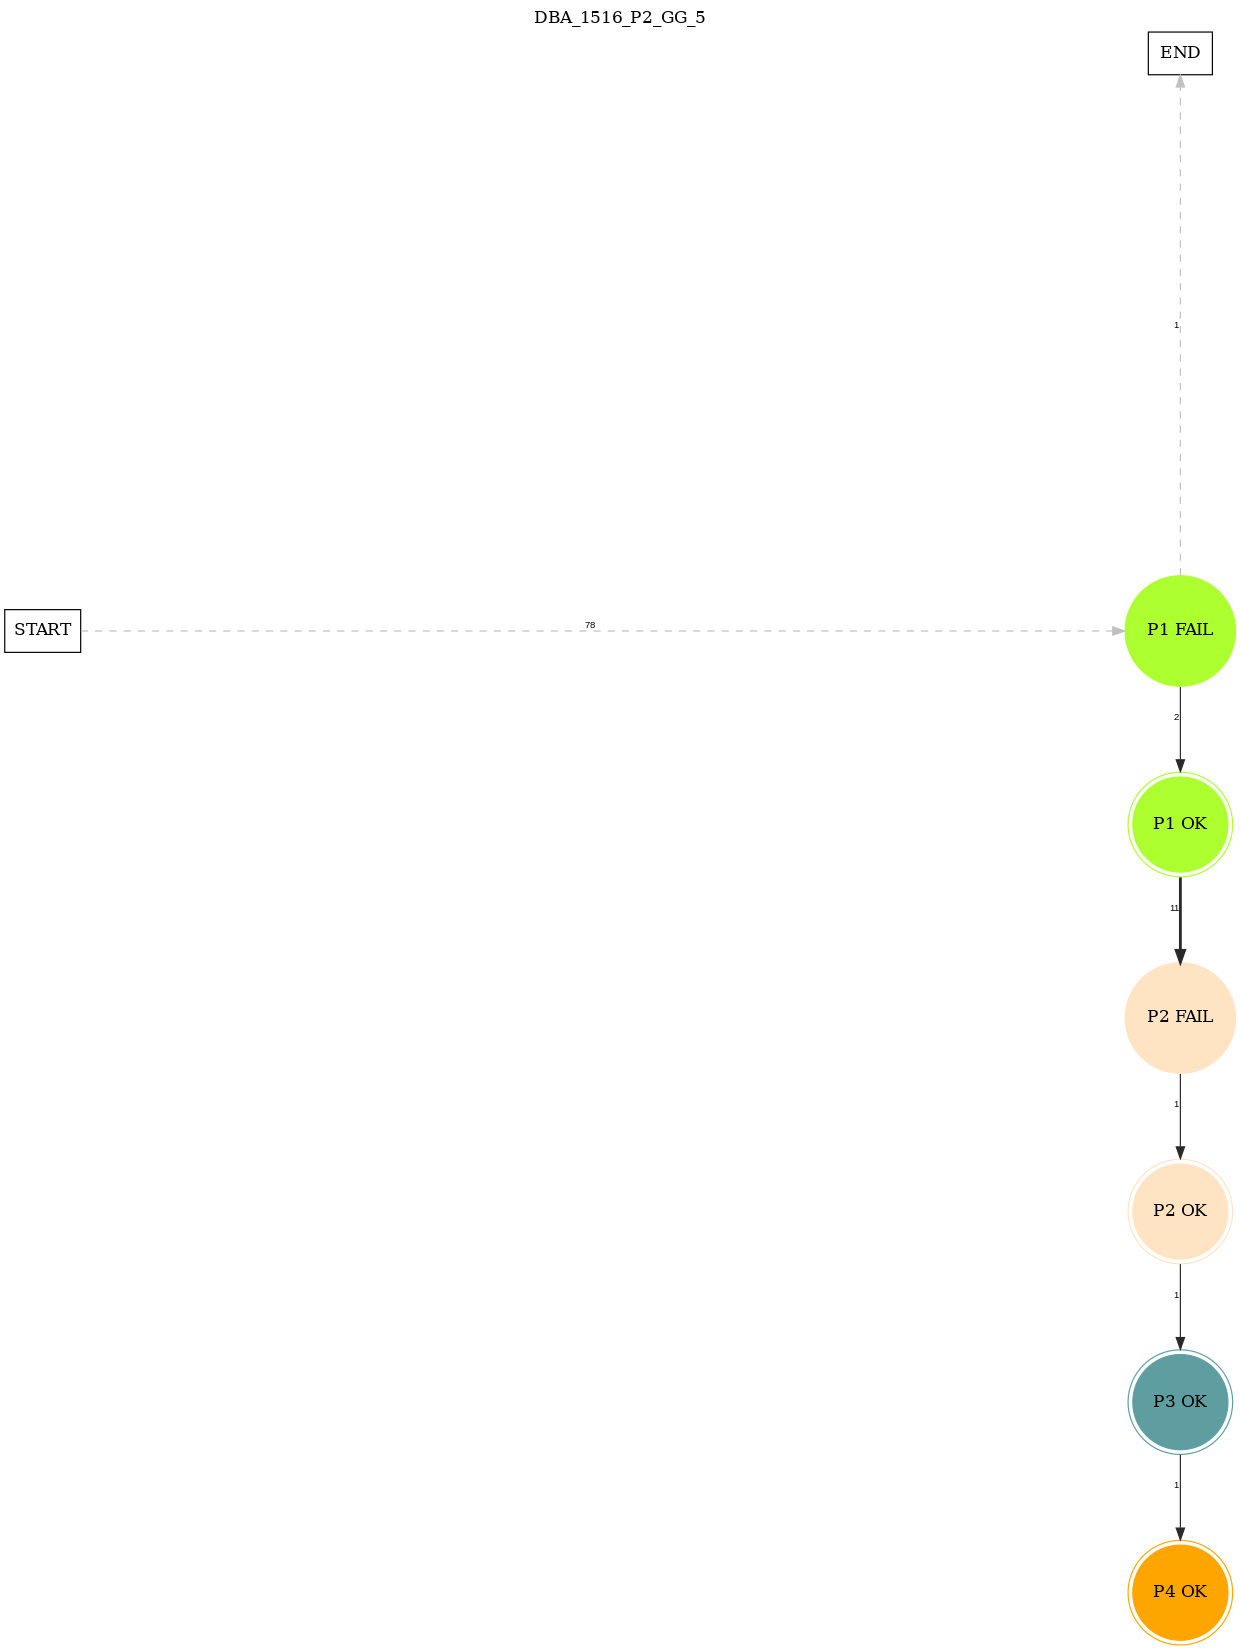 DBA_1516_P2_GG_5
END
1
START
78
P1 FAIL
2
P1 OK
11
P2 FAIL
1
P2 OK
1
P3 OK
1
P4 OK